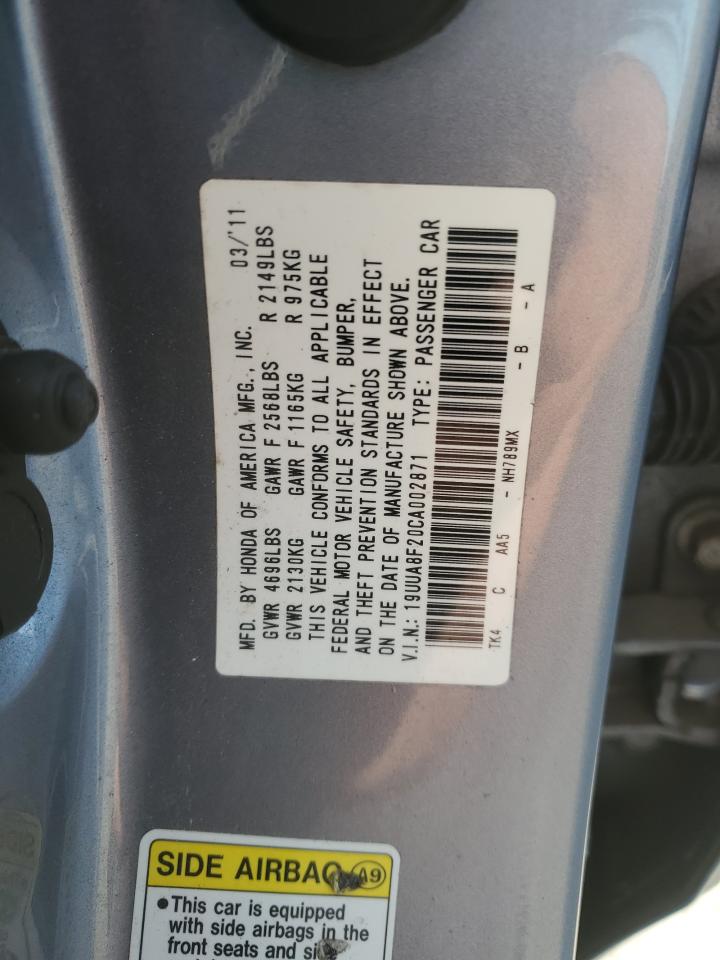 MFD. BY HONDA OF AMERICA MFG., INC. 03/'11
GVWR 4696LBS GAWR F 2568LBS R 2149LBS
GVWR 2130KG GAWR F 1165KG R 975KG
THIS VEHICLE CONFORMS TO ALL APPLICABLE
FEDERAL MOTOR VEHICLE SAFETY, BUMPER,
AND THEFT PREVENTION STANDARDS IN EFFECT
ON THE DATE OF MANUFACTURE SHOWN ABOVE.
V.I.N.: 19UUA8F20CA002871 TYPE: PASSENGER CAR
TK4 C AA5 - NH789MX - B - A
SIDE AIRBAG A9
•This car is equipped
with side airbags in the
front seats and